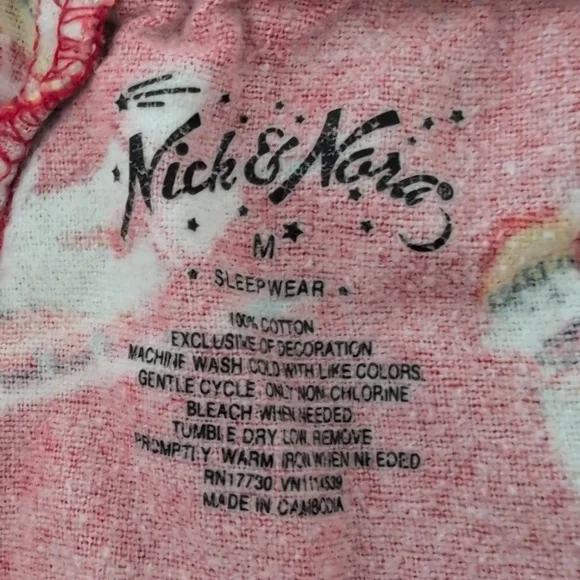 Nick & Nora
M
SLEEPWEAR
100% COTTON
EXCLUSIVE OF DECORATION
MACHINE WASH COLD WITH LIKE COLORS,
GENTLE CYCLE, ONLY NON CHLORINE
BLEACH WHEN NEEDED
TUMBLE DRY LOW, REMOVE
PROMPTLY WARM IRON WHEN NEEDED
RN17730 VN1114539
MADE IN CAMBODIA